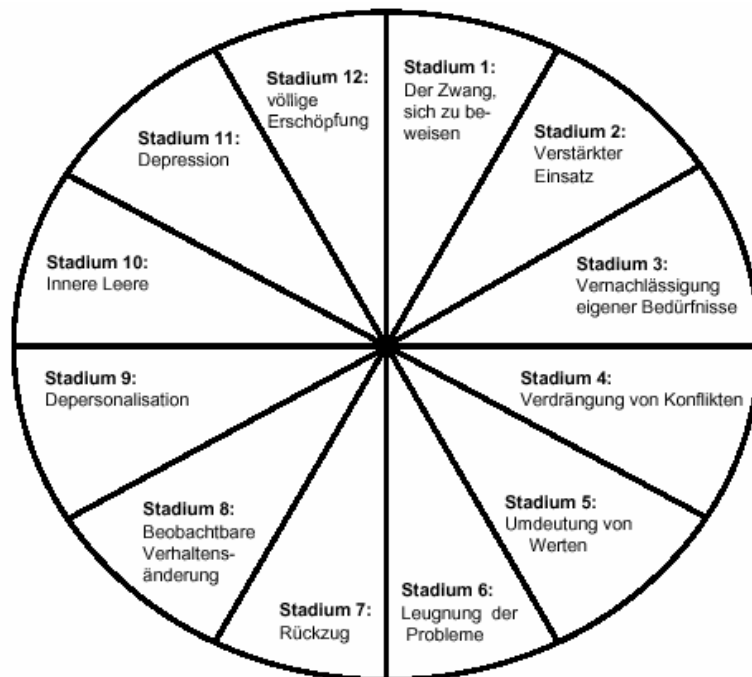 Stadium 1:
Der Zwang,
sich zu be-
weisen
Stadium 2:
Verstärkter
Einsatz
Stadium 3:
Vernachlässigung
eigener Bedürfnisse
Stadium 4:
Verdrängung von Konflikten
Stadium 5:
Umdeutung von
Werten
Stadium 6:
Leugnung der
Probleme
Stadium 7:
Rückzug
Stadium 8:
Beobachtbare
Verhaltens-
änderung
Stadium 9:
Depersonalisation
Stadium 10:
Innere Leere
Stadium 11:
Depression
Stadium 12:
völlige
Erschöpfung